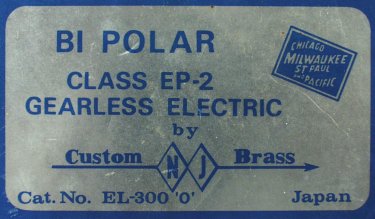 BI POLAR
CHICAGO
MILWAUKEE
ST PAUL
AND PACIFIC
CLASS EP-2
GEARLESS ELECTRIC
by
Custom NJ Brass
Cat. No. EL-300 'O' Japan